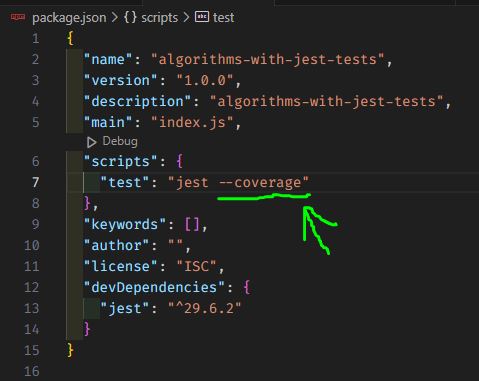 package.json > {} scripts > abc test
1 {
2 "name": "algorithms-with-jest-tests",
3 "version": "1.0.0",
4 "description": "algorithms-with-jest-tests",
5 "main": "index.js",
Debug
6 "scripts": {
7 "test": "jest --coverage"
8 },
9 "keywords": [],
10 "author": "",
11 "license": "ISC",
12 "devDependencies": {
13 "jest": "^29.6.2"
14 }
15 }
16